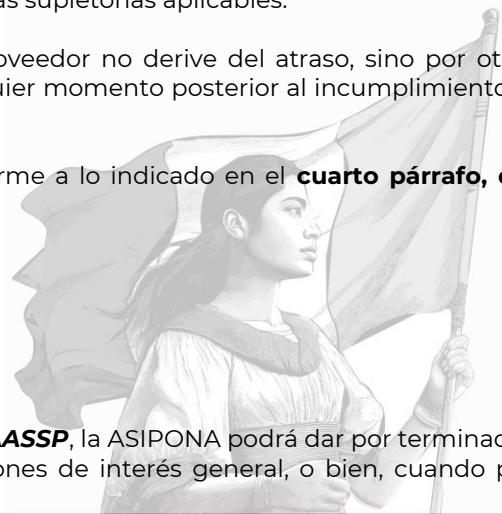 as supletorias aplicables.
oveedor no derive del atraso, sino por ot
uier momento posterior al incumplimiento
rme a lo indicado en el cuarto párrafo,
AASSP, la ASIPONA podrá dar por terminad
ones de interés general, o bien, cuando p